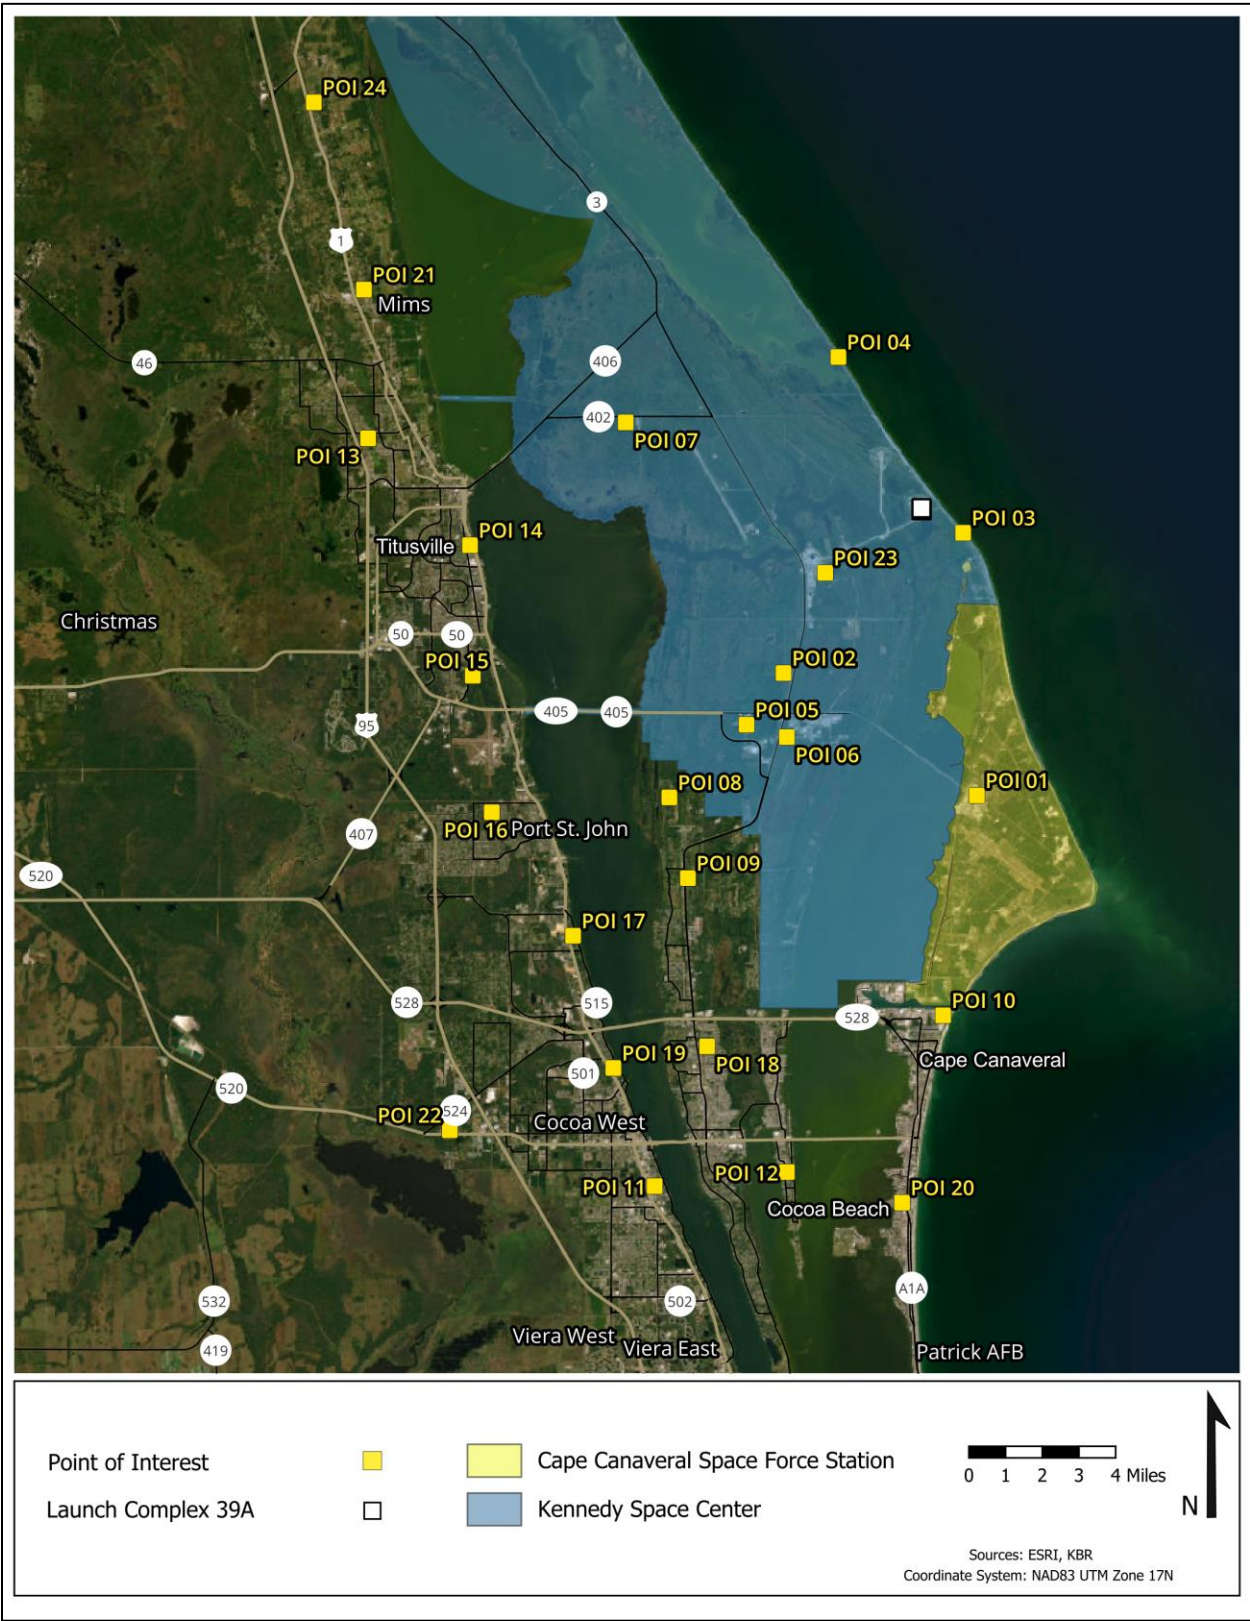 POI 24
3
1
POI 21
Mims
POI 04
46
406
402
POI 07
POI 13
POI 03
POI 14
Titusville
POI 23
Christmas
50
50
POI 15
POI 02
405
405
POI 05
95
POI 06
POI 08
POI 01
POI 16
Port St. John
407
POI 09
520
POI 17
528
515
POI 10
528
POI 19
POI 18
Cape Canaveral
501
520
POI 22
524
Cocoa West
POI 12
POI 11
POI 20
Cocoa Beach
A1A
532
502
Viera West
Viera East
419
Patrick AFB
Point of Interest
Launch Complex 39A
Cape Canaveral Space Force Station
Kennedy Space Center
0 1 2 3 4 Miles
N
Sources: ESRI, KBR
Coordinate System: NAD83 UTM Zone 17N